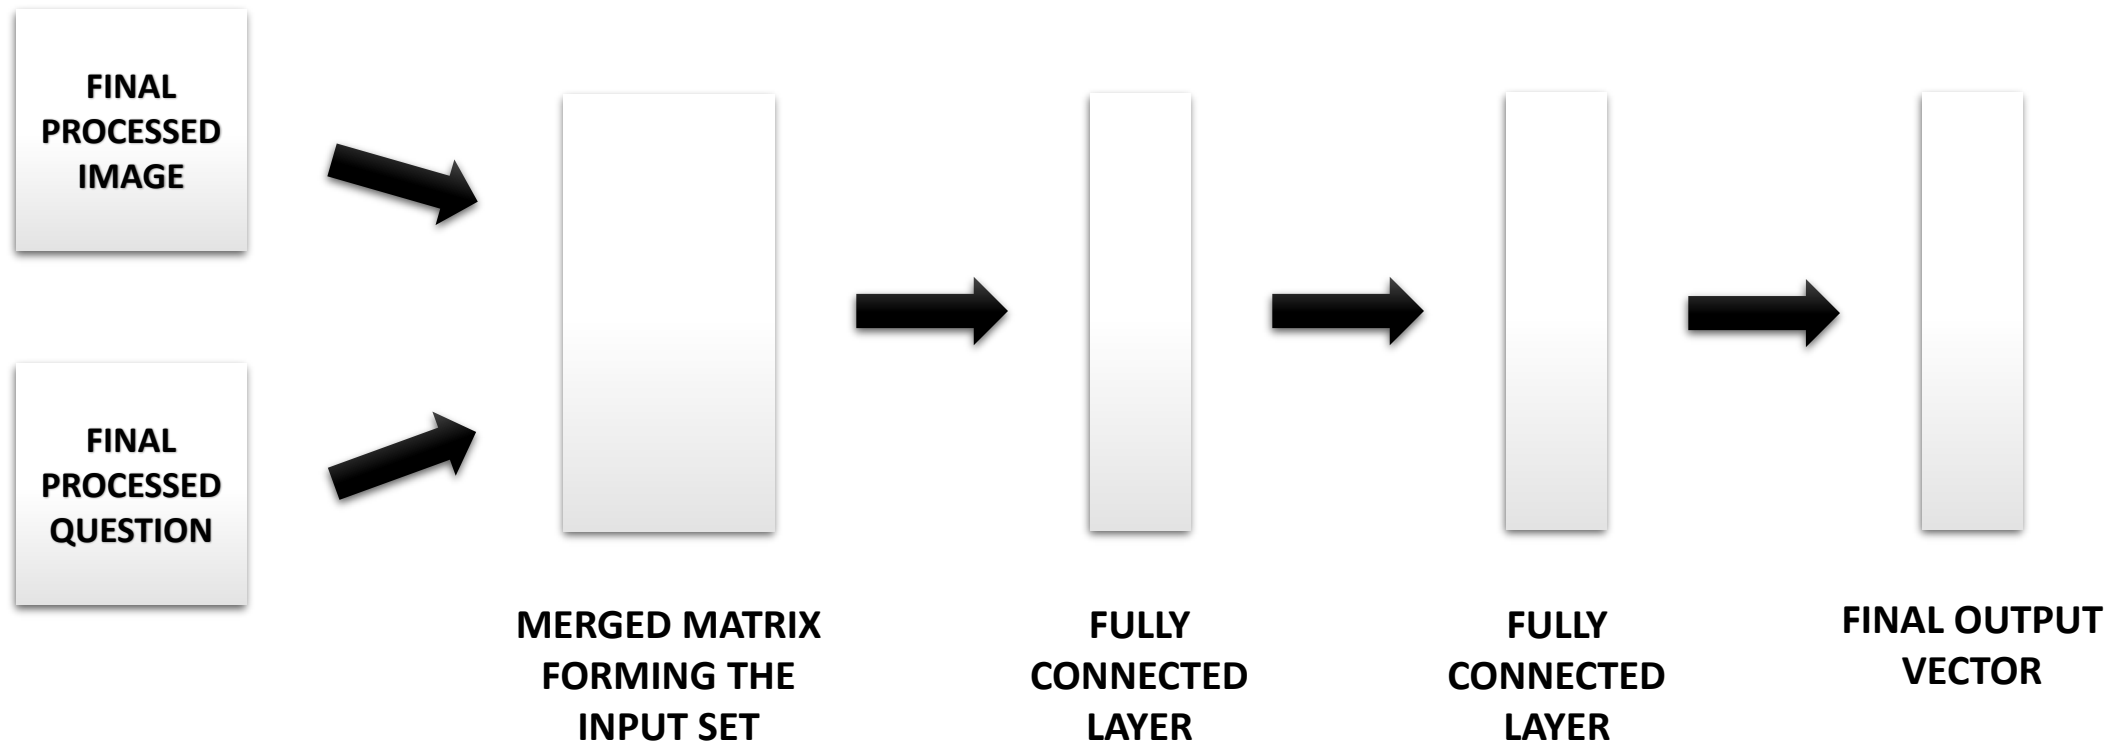 FINAL
PROCESSED
IMAGE
FINAL
PROCESSED
QUESTION
MERGED MATRIX
FORMING THE
INPUT SET
FULLY
CONNECTED
LAYER
FULLY
CONNECTED
LAYER
FINAL OUTPUT
VECTOR